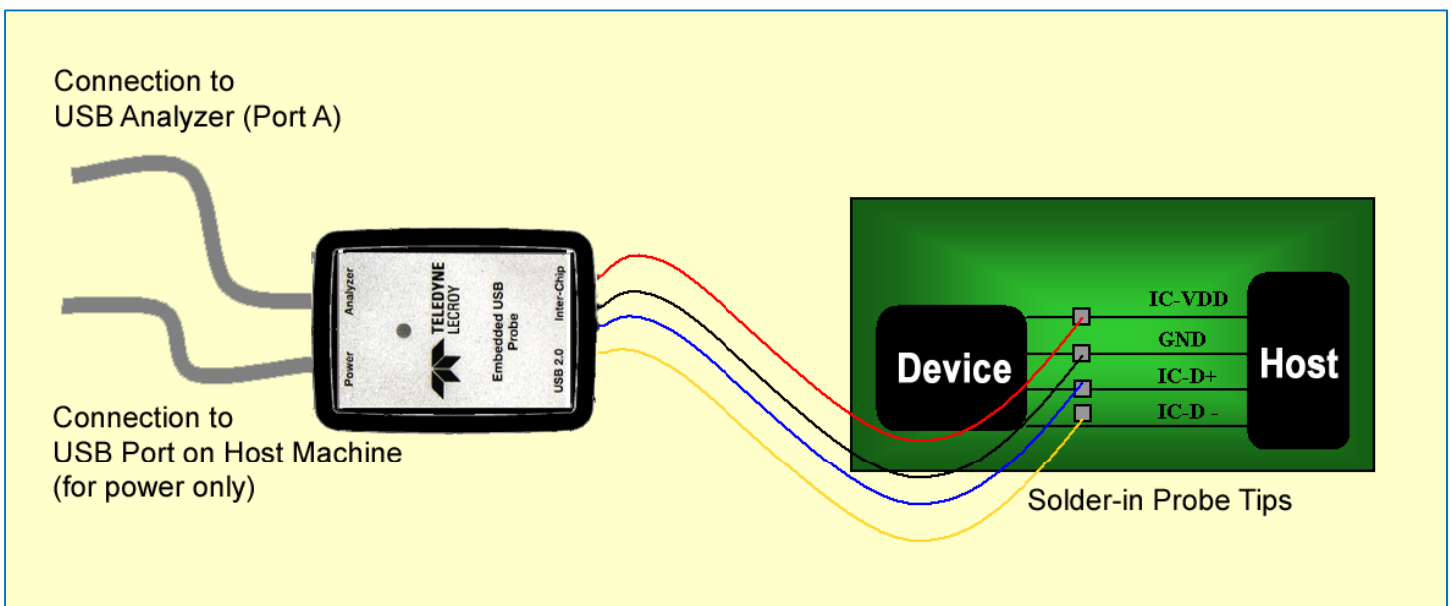 Connection to
USB Analyzer (Port A)
Analyzer
Power
TELEDYNE
LECROY
Embedded USB
Probe
Inter-Chip
USB 2.0
Connection to
USB Port on Host Machine
(for power only)
Device
IC-VDD
GND
IC-D+
IC-D -
Host
Solder-in Probe Tips